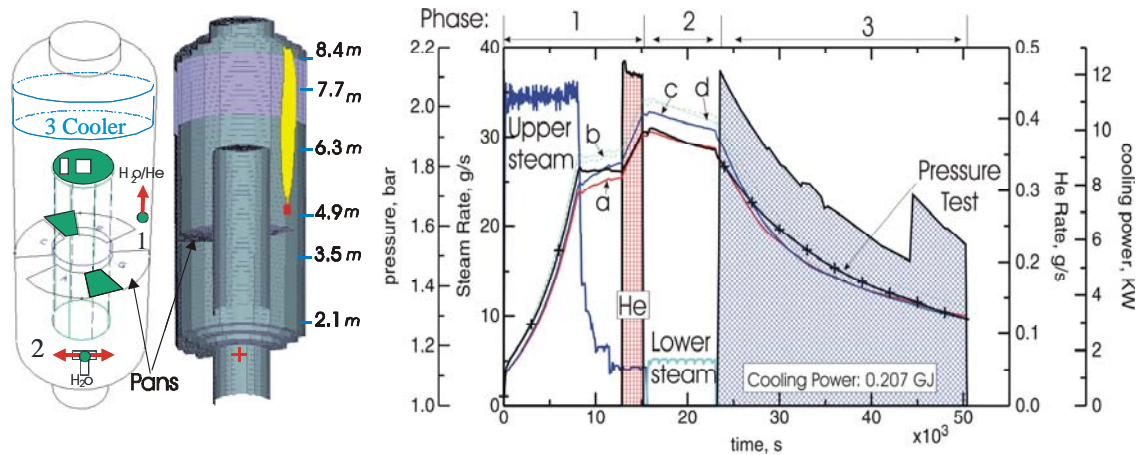 3 Cooler
H2o/He
1
2
H2o
Pans
8.4 m
7.7 m
6.3 m
4.9 m
3.5 m
2.1 m
Phase:
1
2
3
2.2
2.0
1.8
1.6
1.4
1.2
1.0
pressure, bar
40
30
20
10
0
Steam Rate, g/s
Upper
steam
b
a
c
d
He
Lower
steam
Pressure
Test
Cooling Power: 0.207 GJ
0
10
20
30
40
50
time, s
x10³
0.5
0.4
0.3
0.2
0.1
0.0
He Rate, g/s
12
10
8
6
4
2
0
cooling power, KW